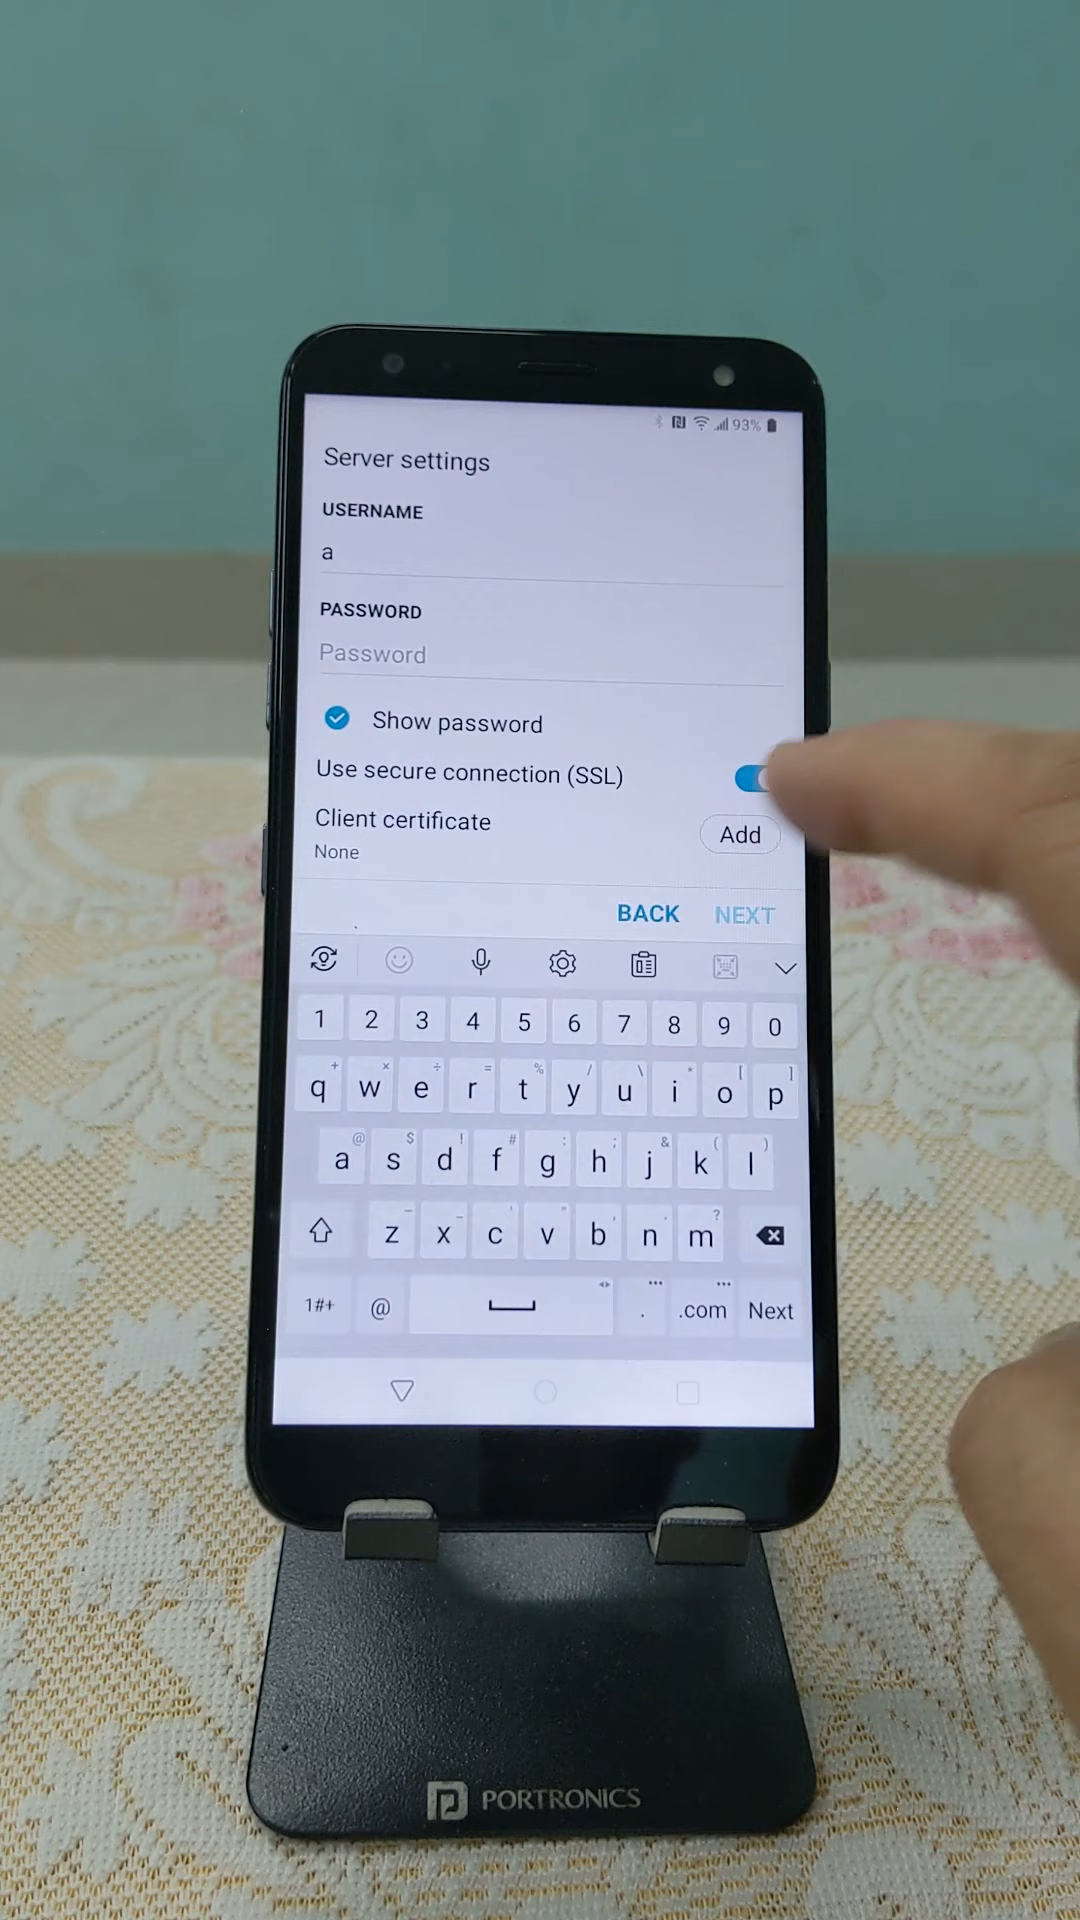 93%
Server settings
USERNAME
a
PASSWORD
Password
Show password
Use secure connection (SSL)
Client certificate
Add
None
BACK NEXT
1 2 3 4 5 6 7 8 9 0
q w e r t y u i o p
a s d f g h j k l
z x c v b n m
1#+ @ . .com Next
PORTRONICS